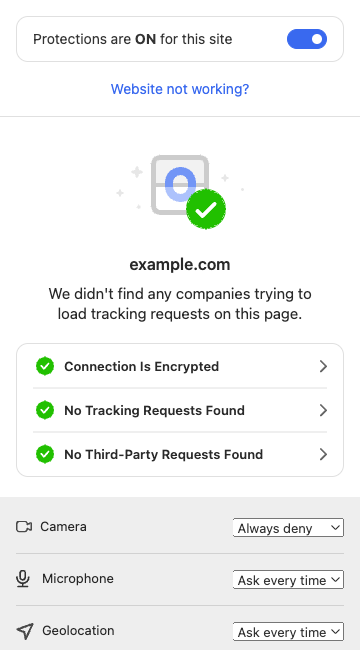 Protections are ON for this site
Website not working?
example.com
We didn't find any companies trying to
load tracking requests on this page.
Connection Is Encrypted
No Tracking Requests Found
No Third-Party Requests Found
Camera
Always deny
Microphone
Ask every time
Geolocation
Ask every time